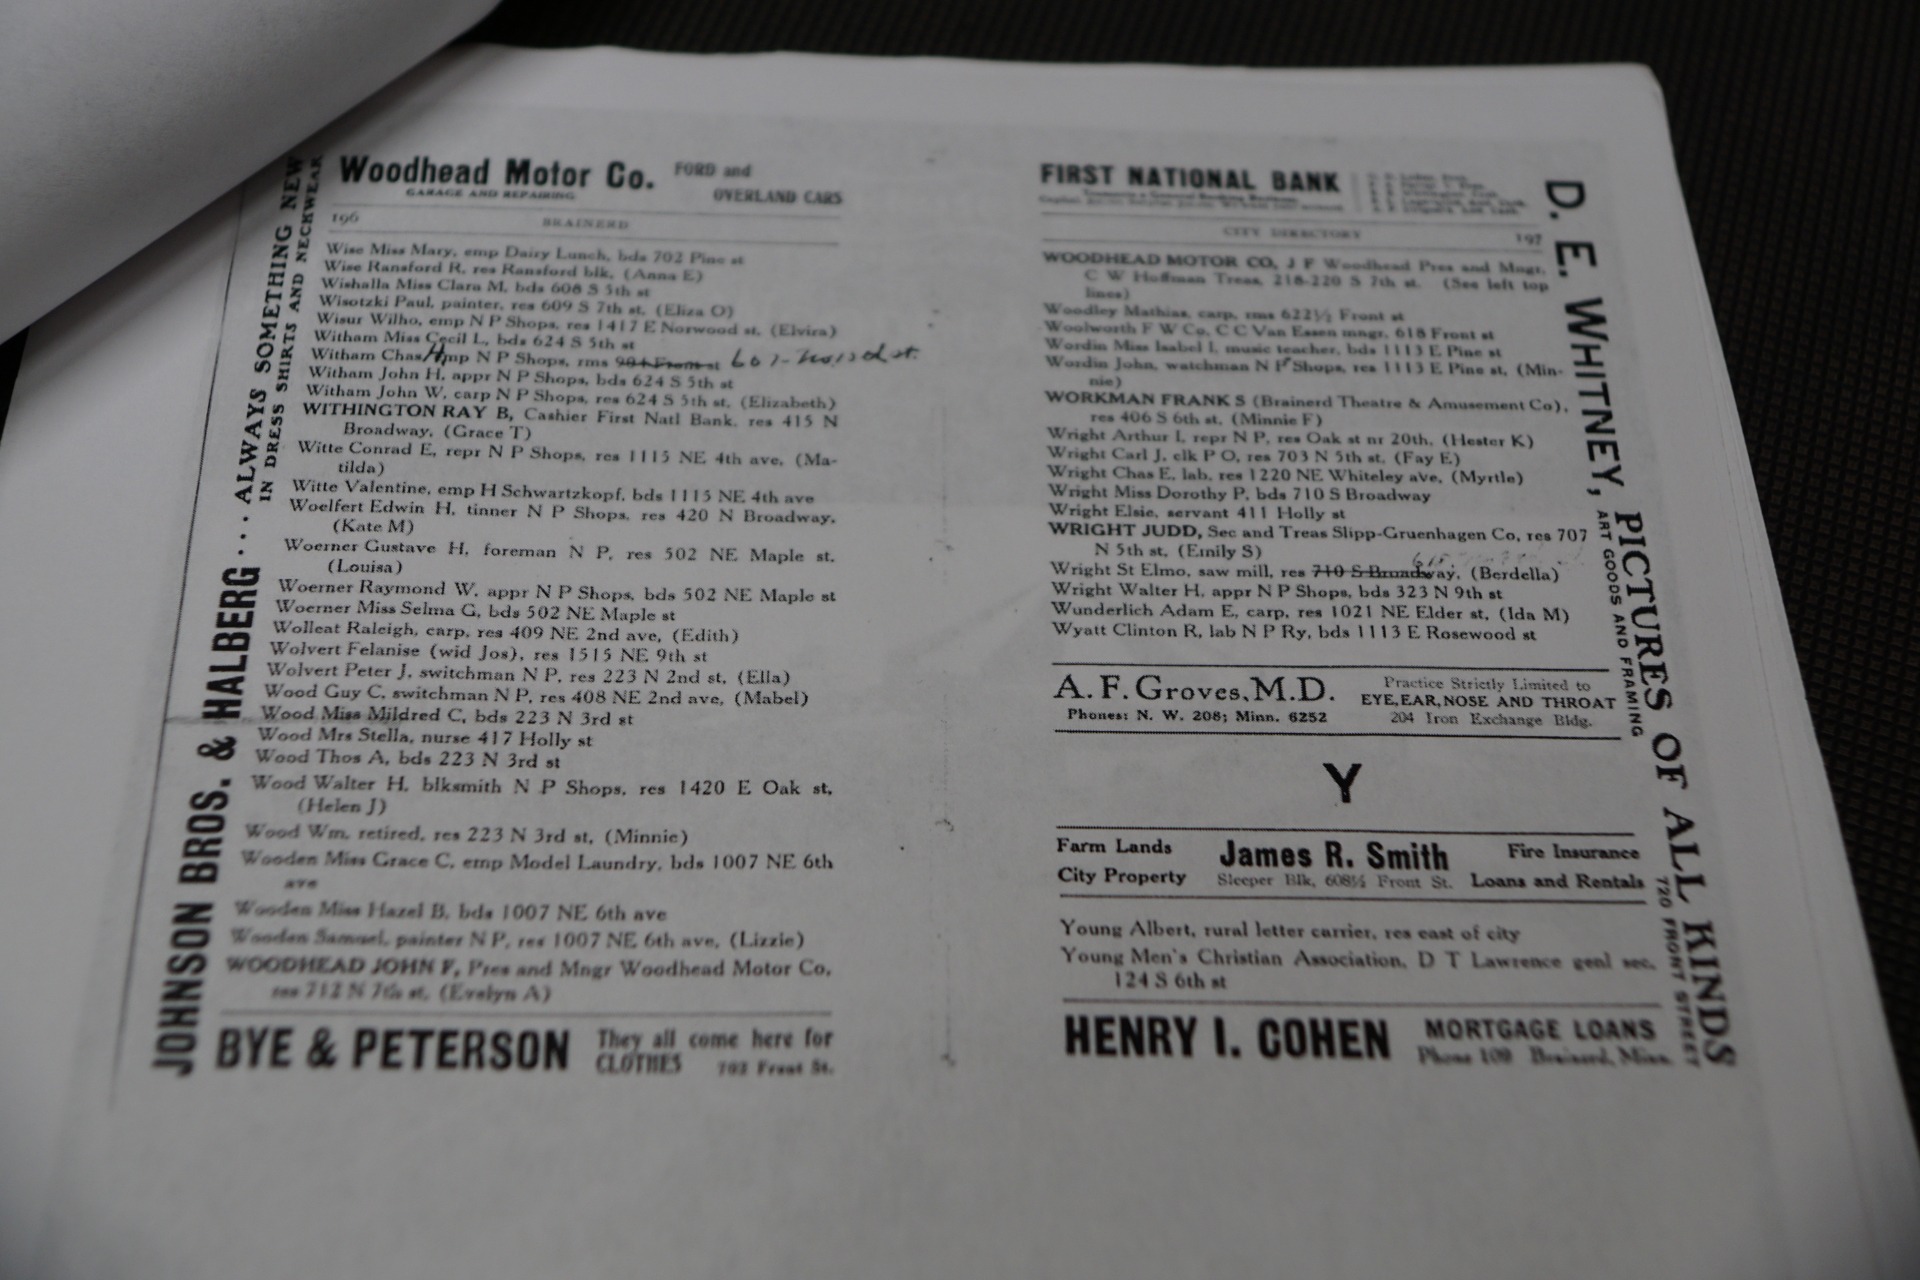 Woodhead Motor Co.
GARAGE AND REPAIRING
FORD and
OVERLAND CARS
196
BRAINERD
Wise Miss Mary, emp Dairy Lunch, bds 702 Pine st
Wise Ransford R, res Ransford blk, (Anna E)
Wishalla Miss Clara M, bds 608 S 5th st
Wisotzki Paul, painter, res 609 S 7th st, (Eliza O)
Wisur Wilho, emp N P Shops, res 1417 E Norwood st, (Elvira)
Witham Miss Cecil L, bds 624 S 5th st
Witham Chas H, emp N P Shops, rms 601
Witham John H, appr N P Shops, bds 624 S 5th st
Witham John W, carp N P Shops, res 624 S 5th st, (Elizabeth)
WITHINGTON RAY B, Cashier First Natl Bank, res 415 N
Broadway, (Grace T)
Witte Conrad E, repr N P Shops, res 1115 NE 4th ave, (Ma-
tilda)
Witte Valentine, emp H Schwartzkopf, bds 1115 NE 4th ave
Woelfert Edwin H, tinner N P Shops, res 420 N Broadway,
(Kate M)
Woerner Gustave H, foreman N P, res 502 NE Maple st,
(Louisa)
Woerner Raymond W, appr N P Shops, bds 502 NE Maple st
Woerner Miss Selma G, bds 502 NE Maple st
Wolleat Raleigh, carp, res 409 NE 2nd ave, (Edith)
Wolvert Felanise (wid Jos), res 1515 NE 9th st
Wolvert Peter J, switchman N P, res 223 N 2nd st, (Ella)
Wood Guy C, switchman N P, res 408 NE 2nd ave, (Mabel)
Wood Miss Mildred C, bds 223 N 3rd st
Wood Mrs Stella, nurse 417 Holly st
Wood Thos A, bds 223 N 3rd st
Wood Walter H, blksmith N P Shops, res 1420 E Oak st,
(Helen J)
Wood Wm, retired, res 223 N 3rd st, (Minnie)
Wooden Miss Grace C, emp Model Laundry, bds 1007 NE 6th
ave
Wooden Miss Hazel B, bds 1007 NE 6th ave
Wooden Samuel, painter N P, res 1007 NE 6th ave, (Lizzie)
WOODHEAD JOHN F, Pres and Mngr Woodhead Motor Co,
res 712 N 7th st, (Evelyn A)
BYE & PETERSON
They all come here for
CLOTHES 702 Front St.
JOHNSON BROS. & HALBERG... ALWAYS SOMETHING NEW
IN DRESS SHIRTS AND NECKWEAR
FIRST NATIONAL BANK
CITY DIRECTORY
197
WOODHEAD MOTOR CO, J F Woodhead Pres and Mngr,
C W Hoffman Treas, 218-220 S 7th st. (See left top
lines)
Woodley Mathias, carp, rms 622½ Front st
Woolworth F W Co, C C Van Essen mngr, 618 Front st
Wordin Miss Isabel I, music teacher, bds 1113 E Pine st
Wordin John, watchman N P Shops, res 1113 E Pine st, (Min-
nie)
WORKMAN FRANK S (Brainerd Theatre & Amusement Co),
res 406 S 6th st, (Minnie F)
Wright Arthur I, repr N P, res Oak st nr 20th, (Hester K)
Wright Carl J, clk P O, res 703 N 5th st, (Fay E)
Wright Chas E, lab, res 1220 NE Whiteley ave, (Myrtle)
Wright Miss Dorothy P, bds 710 S Broadway
Wright Elsie, servant 411 Holly st
WRIGHT JUDD, Sec and Treas Slipp-Gruenhagen Co, res 707
N 5th st, (Emily S)
615
Wright St Elmo, saw mill, res 710 S Broadway, (Berdella)
Wright Walter H, appr N P Shops, bds 323 N 9th st
Wunderlich Adam E, carp, res 1021 NE Elder st, (Ida M)
Wyatt Clinton R, lab N P Ry, bds 1113 E Rosewood st
A. F. Groves, M.D.
Phones: N. W. 208; Minn. 6252
Practice Strictly Limited to
EYE, EAR, NOSE AND THROAT
204 Iron Exchange Bldg.
Y
Farm Lands
City Property
James R. Smith
Sleeper Blk, 608½ Front St.
Fire Insurance
Loans and Rentals
Young Albert, rural letter carrier, res east of city
Young Men's Christian Association, D T Lawrence genl sec,
124 S 6th st
HENRY I. COHEN
MORTGAGE LOANS
Phone 109 Brainerd, Minn.
D. E. WHITNEY, PICTURES OF ALL KINDS
ART GOODS AND FRAMING
720 FRONT STREET